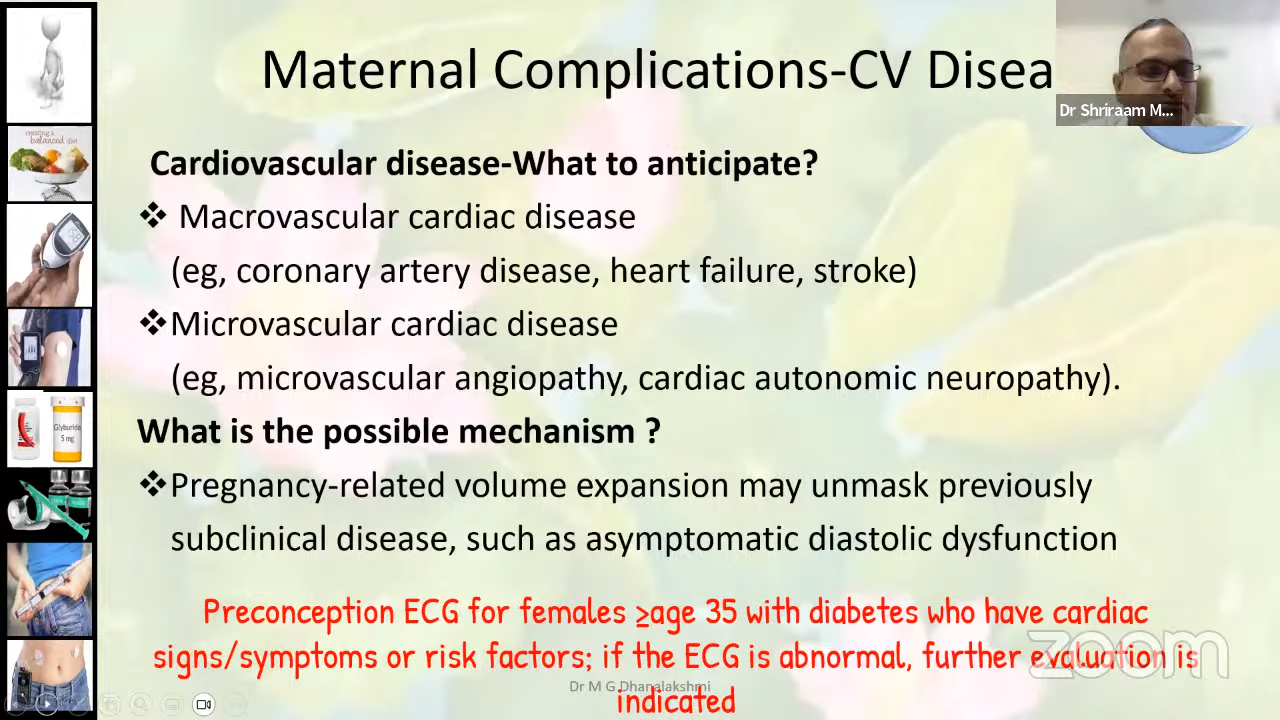 Maternal Complications-CV Disea
Dr Shriraam M...
Cardiovascular disease-What to anticipate?
❖ Macrovascular cardiac disease
(eg, coronary artery disease, heart failure, stroke)
❖Microvascular cardiac disease
(eg, microvascular angiopathy, cardiac autonomic neuropathy).
What is the possible mechanism ?
❖Pregnancy-related volume expansion may unmask previously
subclinical disease, such as asymptomatic diastolic dysfunction
Preconception ECG for females ≥age 35 with diabetes who have cardiac
signs/symptoms or risk factors; if the ECG is abnormal, further evaluation is
indicated
Dr M G Dhanalakshmi
zoom
creating a
balanced diet
Glyburide
5 mg